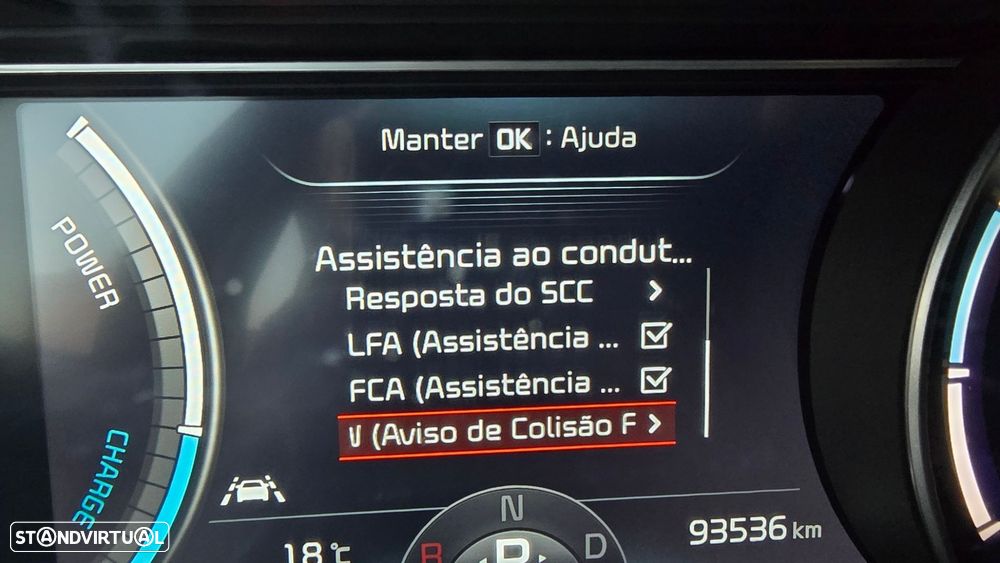 Manter OK : Ajuda
POWER
Assistência ao condut...
Resposta do SCC
LFA (Assistência ...
FCA (Assistência ...
(Aviso de Colisão F
CHARGE
N
R P D
93536 km
18 °C
STANDVIRTUAL